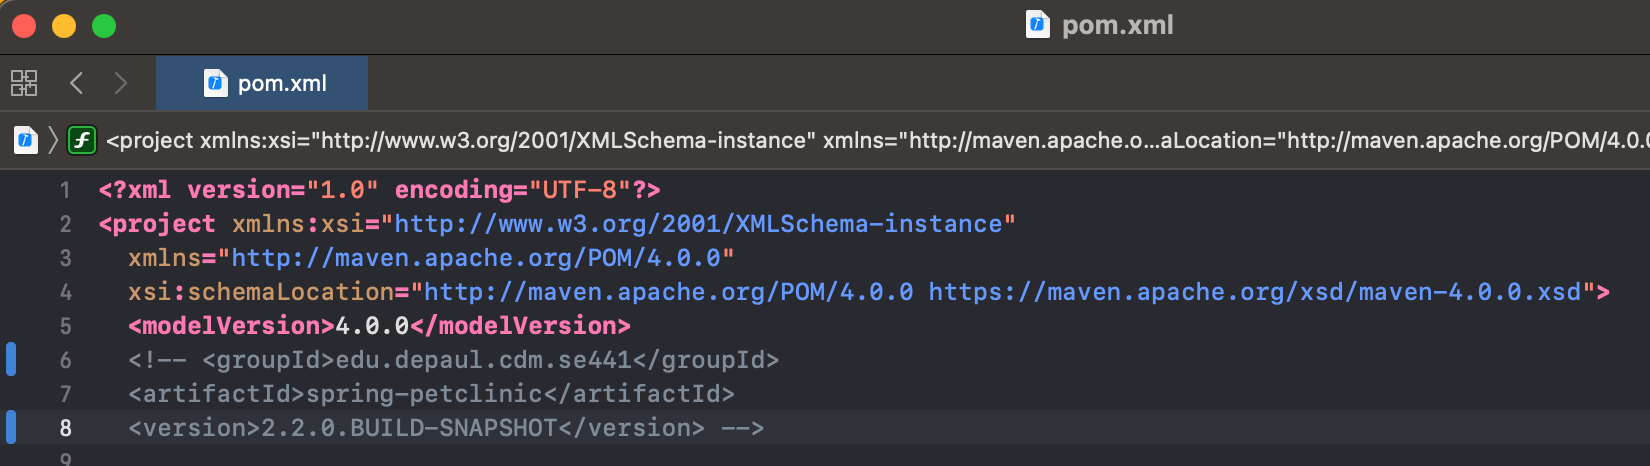 pom.xml
pom.xml
<project xmlns:xsi="http://www.w3.org/2001/XMLSchema-instance" xmlns="http://maven.apache.o...aLocation="http://maven.apache.org/POM/4.0.0
1 <?xml version="1.0" encoding="UTF-8"?>
2 <project xmlns:xsi="http://www.w3.org/2001/XMLSchema-instance"
3 xmlns="http://maven.apache.org/POM/4.0.0"
4 xsi:schemaLocation="http://maven.apache.org/POM/4.0.0 https://maven.apache.org/xsd/maven-4.0.0.xsd">
5 <modelVersion>4.0.0</modelVersion>
6 <!-- <groupId>edu.depaul.cdm.se441</groupId>
7 <artifactId>spring-petclinic</artifactId>
8 <version>2.2.0.BUILD-SNAPSHOT</version> -->
9